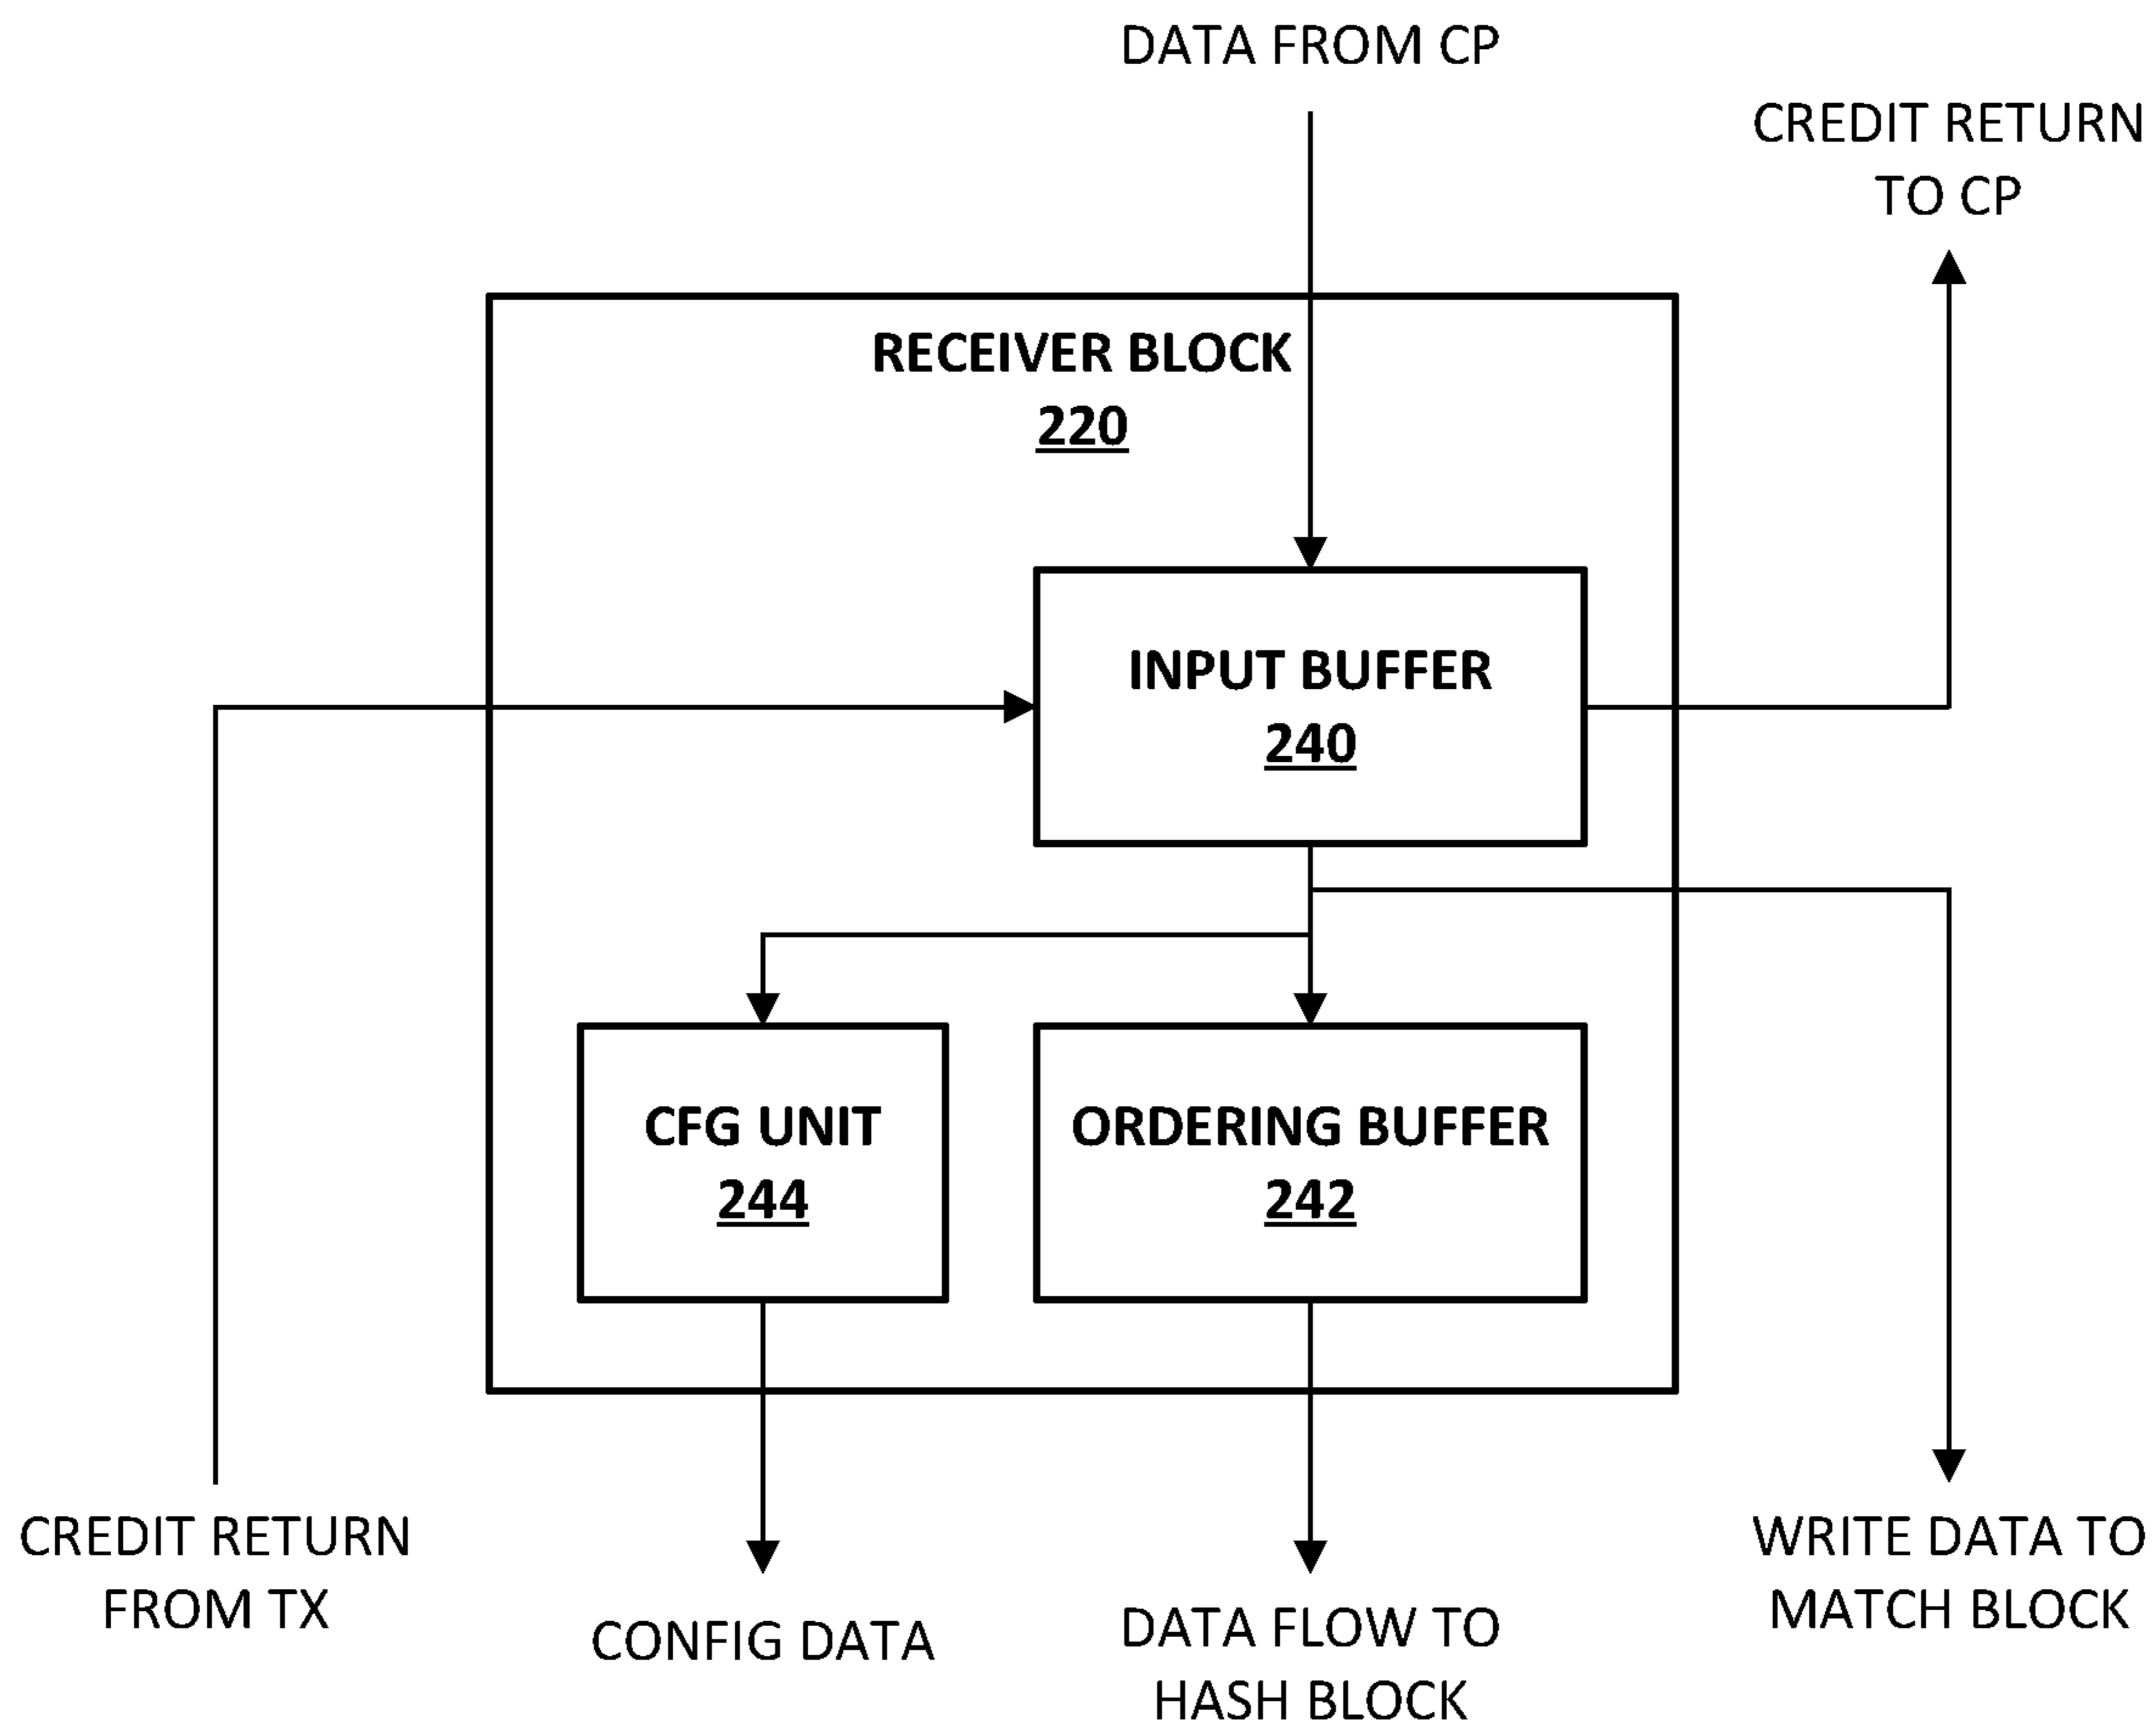 DATA FROM CP
CREDIT RETURN
TO CP
RECEIVER BLOCK
220
INPUT BUFFER
240
CFG UNIT
244
ORDERING BUFFER
242
CREDIT RETURN
FROM TX
CONFIG DATA
DATA FLOW TO
HASH BLOCK
WRITE DATA TO
MATCH BLOCK